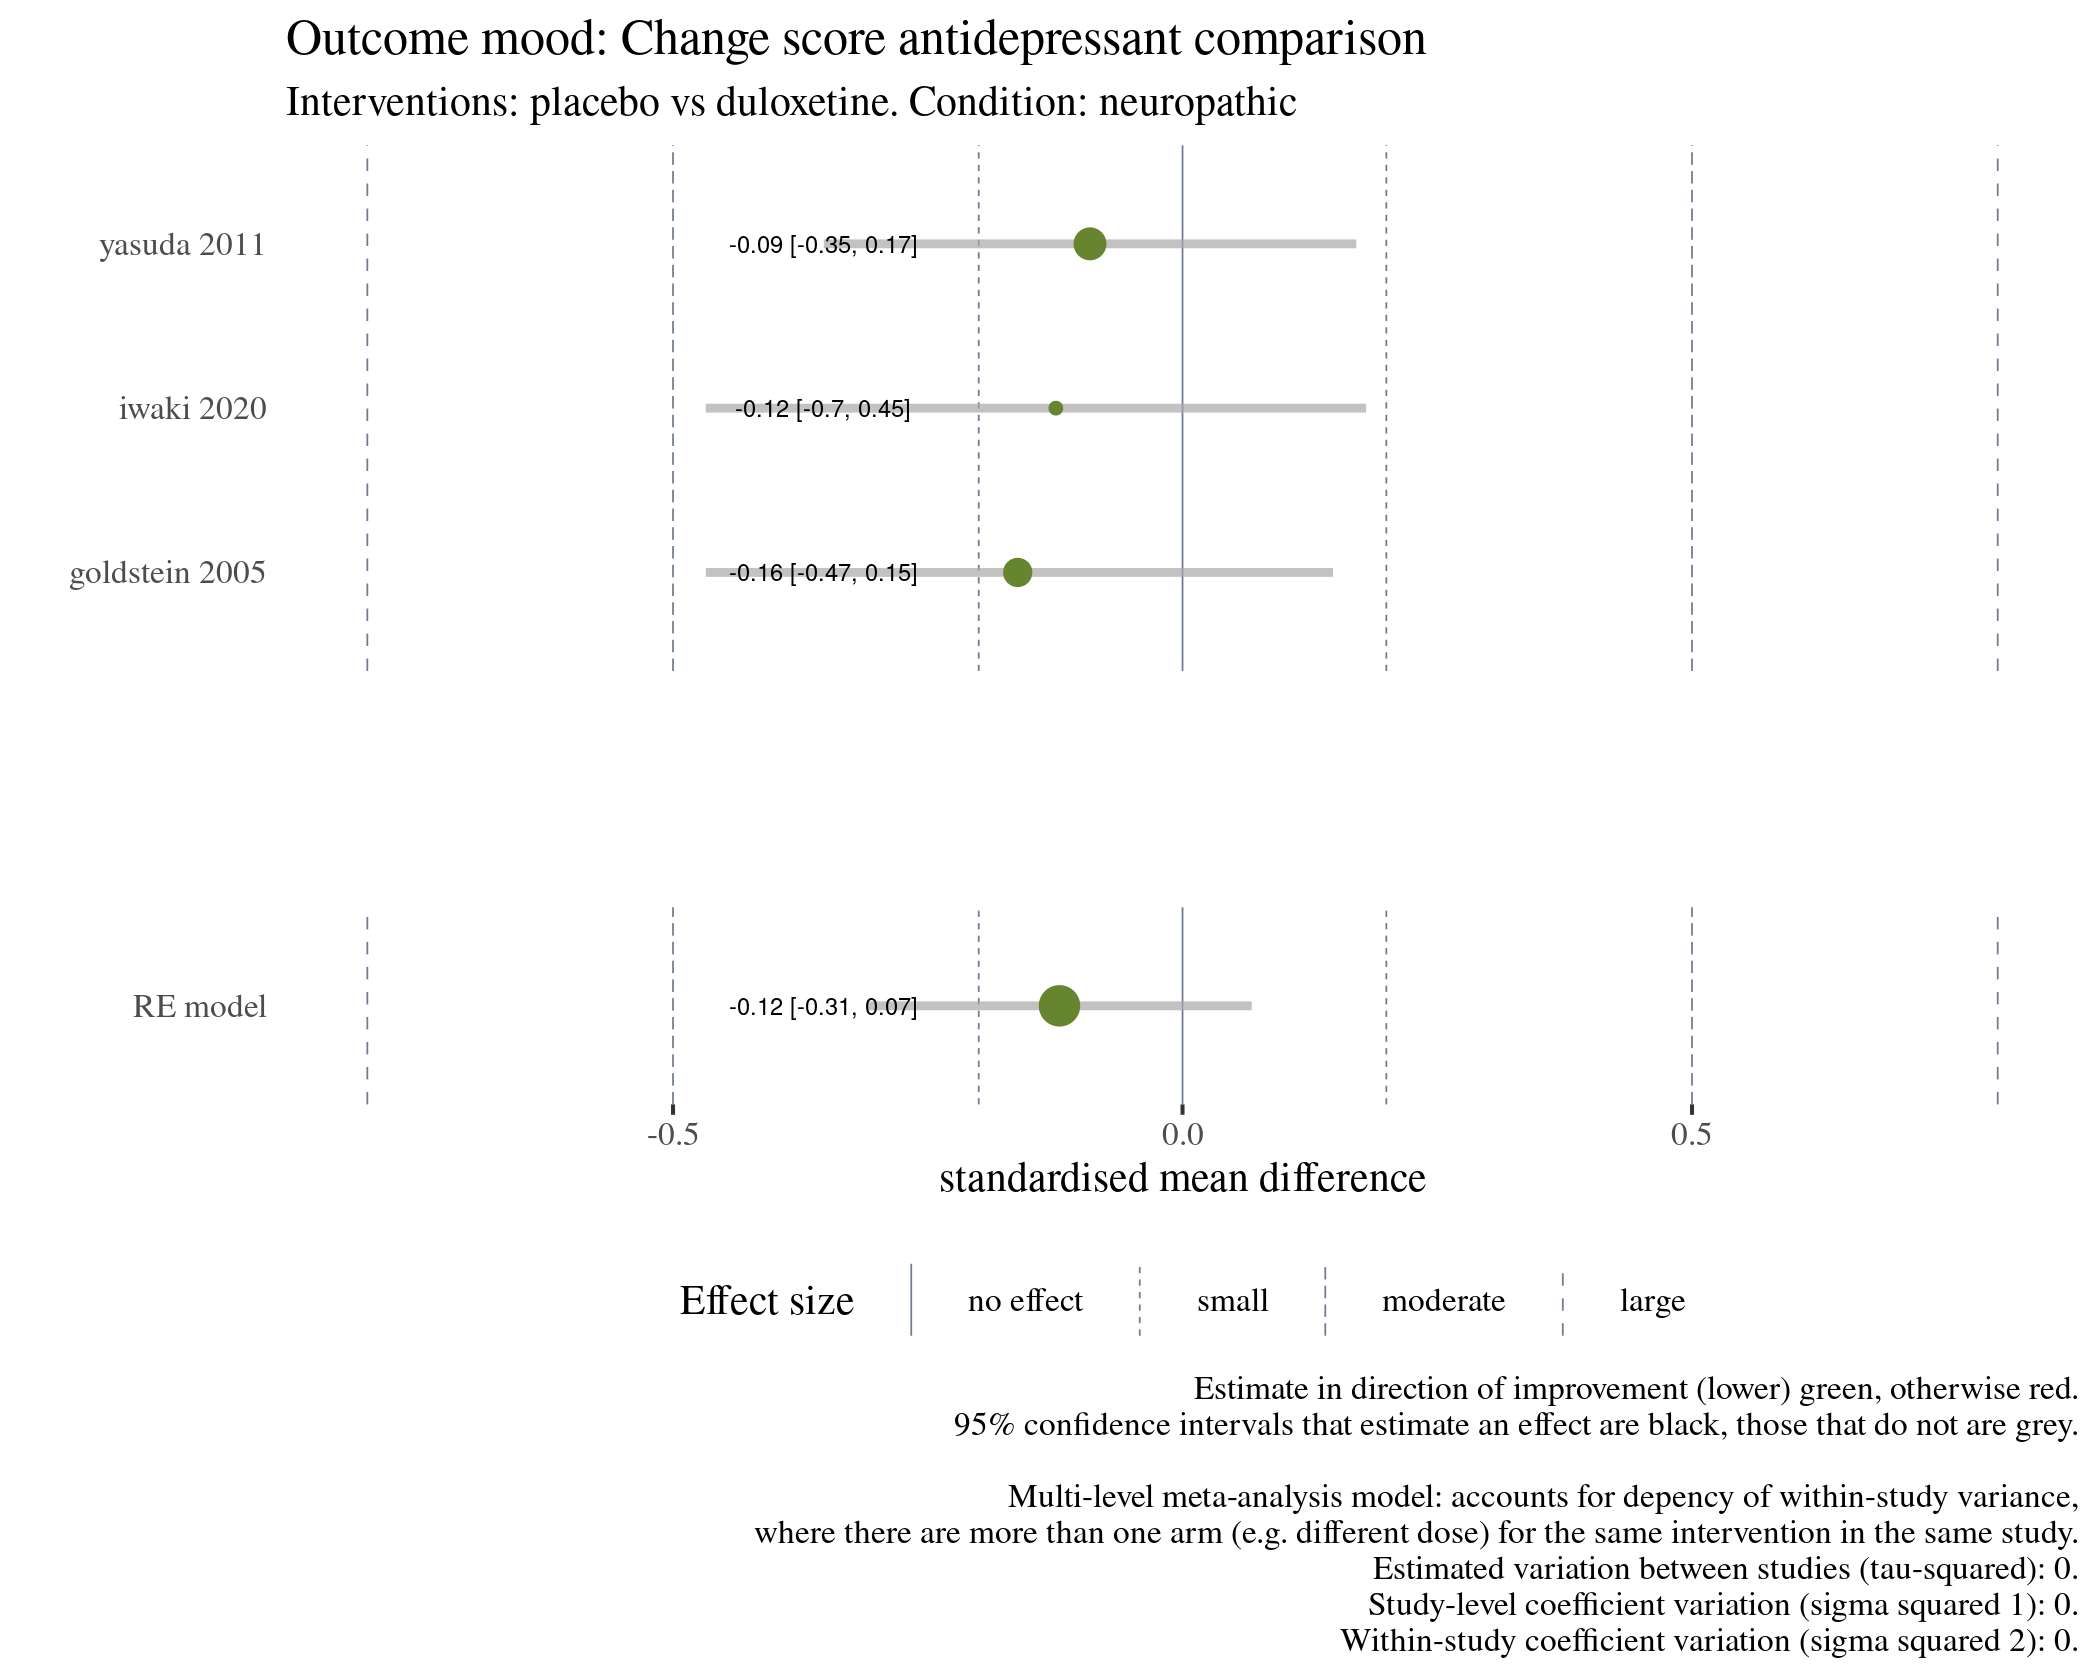 Outcome mood: Change score antidepressant comparison
Interventions: placebo vs duloxetine. Condition: neuropathic
yasuda 2011
-0.09 [-0.35, 0.17]
iwaki 2020
-0.12 [-0.7, 0.45]
goldstein 2005
-0.16 [-0.47, 0.15]
RE model
-0.12 [-0.31, 0.07]
-0.5 0.0 0.5
standardised mean difference
Effect size no effect small moderate large
Estimate in direction of improvement (lower) green, otherwise red.
95% confidence intervals that estimate an effect are black, those that do not are grey.
Multi-level meta-analysis model: accounts for depency of within-study variance,
where there are more than one arm (e.g. different dose) for the same intervention in the same study.
Estimated variation between studies (tau-squared): 0.
Study-level coefficient variation (sigma squared 1): 0.
Within-study coefficient variation (sigma squared 2): 0.